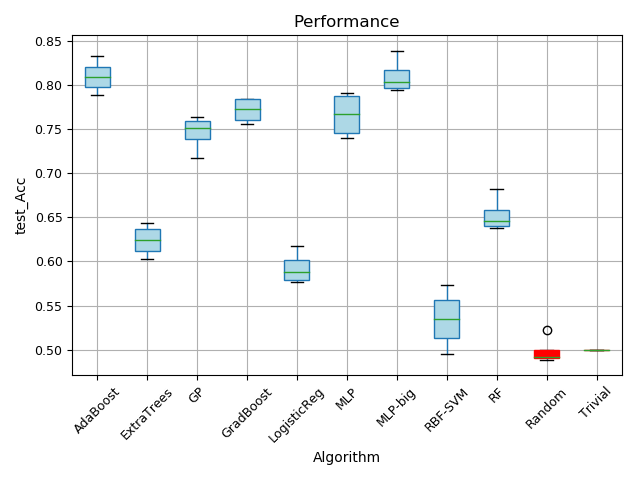 Performance
0.85
0.80
0.75
0.70
0.65
0.60
0.55
0.50
test_Acc
AdaBoost
ExtraTrees
GP
GradBoost
LogisticReg
MLP
MLP-big
RBF-SVM
RF
Random
Trivial
Algorithm